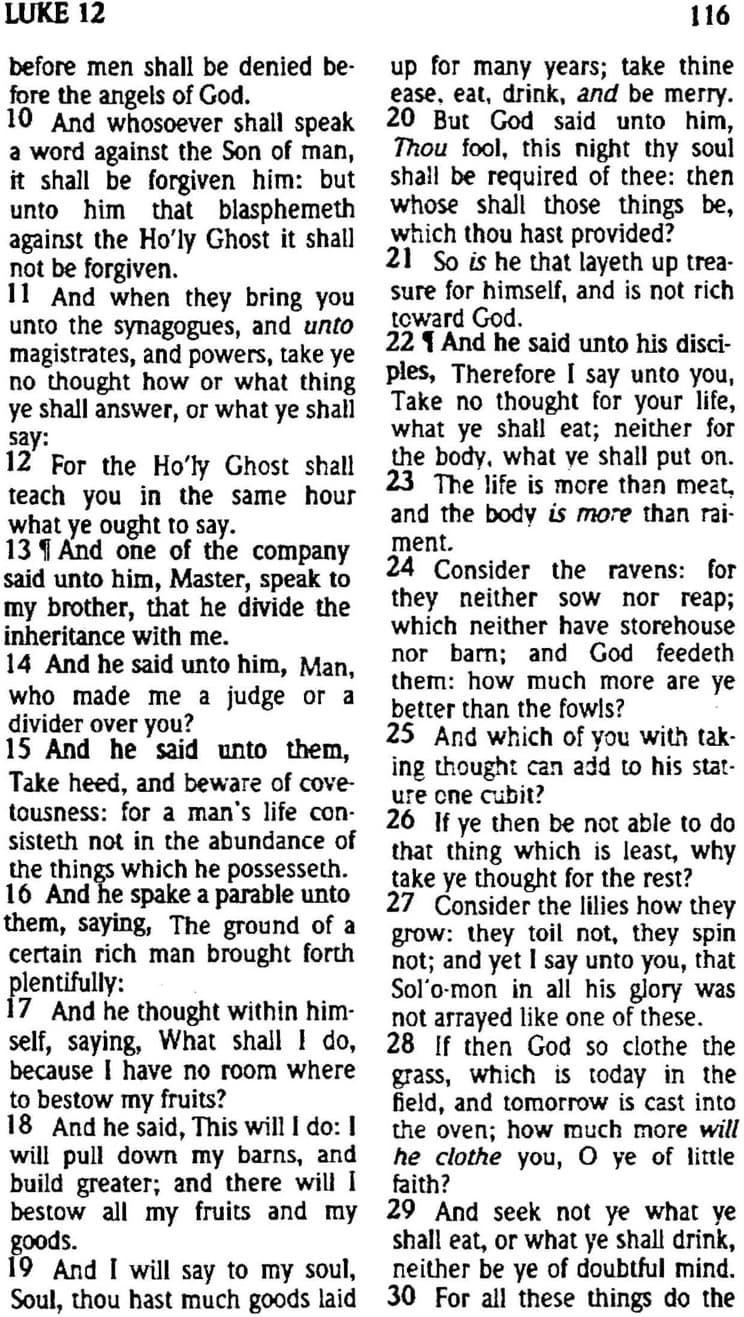 LUKE 12
116
before men shall be denied be-
fore the angels of God.
10 And whosoever shall speak
a word against the Son of man,
it shall be forgiven him: but
unto him that blasphemeth
against the Ho'ly Ghost it shall
not be forgiven.
11 And when they bring you
unto the synagogues, and unto
magistrates, and powers, take ye
no thought how or what thing
ye shall answer, or what ye shall
say:
12 For the Ho'ly Ghost shall
teach you in the same hour
what ye ought to say.
13 ¶ And one of the company
said unto him, Master, speak to
my brother, that he divide the
inheritance with me.
14 And he said unto him, Man,
who made me a judge or a
divider over you?
15 And he said unto them,
Take heed, and beware of cove-
tousness: for a man's life con-
sisteth not in the abundance of
the things which he possesseth.
16 And he spake a parable unto
them, saying, The ground of a
certain rich man brought forth
plentifully:
17 And he thought within him-
self, saying, What shall I do,
because I have no room where
to bestow my fruits?
18 And he said, This will I do: I
will pull down my barns, and
build greater; and there will I
bestow all my fruits and my
goods.
19 And I will say to my soul,
Soul, thou hast much goods laid
up for many years; take thine
ease, eat, drink, and be merry.
20 But God said unto him,
Thou fool, this night thy soul
shall be required of thee: then
whose shall those things be,
which thou hast provided?
21 So is he that layeth up trea-
sure for himself, and is not rich
toward God.
22 ¶ And he said unto his disci-
ples, Therefore I say unto you,
Take no thought for your life,
what ye shall eat; neither for
the body, what ye shall put on.
23 The life is more than meat,
and the body is more than rai-
ment.
24 Consider the ravens: for
they neither sow nor reap;
which neither have storehouse
nor barn; and God feedeth
them: how much more are ye
better than the fowls?
25 And which of you with tak-
ing thought can add to his stat-
ure one cubit?
26 If ye then be not able to do
that thing which is least, why
take ye thought for the rest?
27 Consider the lilies how they
grow: they toil not, they spin
not; and yet I say unto you, that
Sol'o-mon in all his glory was
not arrayed like one of these.
28 If then God so clothe the
grass, which is today in the
field, and tomorrow is cast into
the oven; how much more will
he clothe you, O ye of little
faith?
29 And seek not ye what ye
shall eat, or what ye shall drink,
neither be ye of doubtful mind.
30 For all these things do the